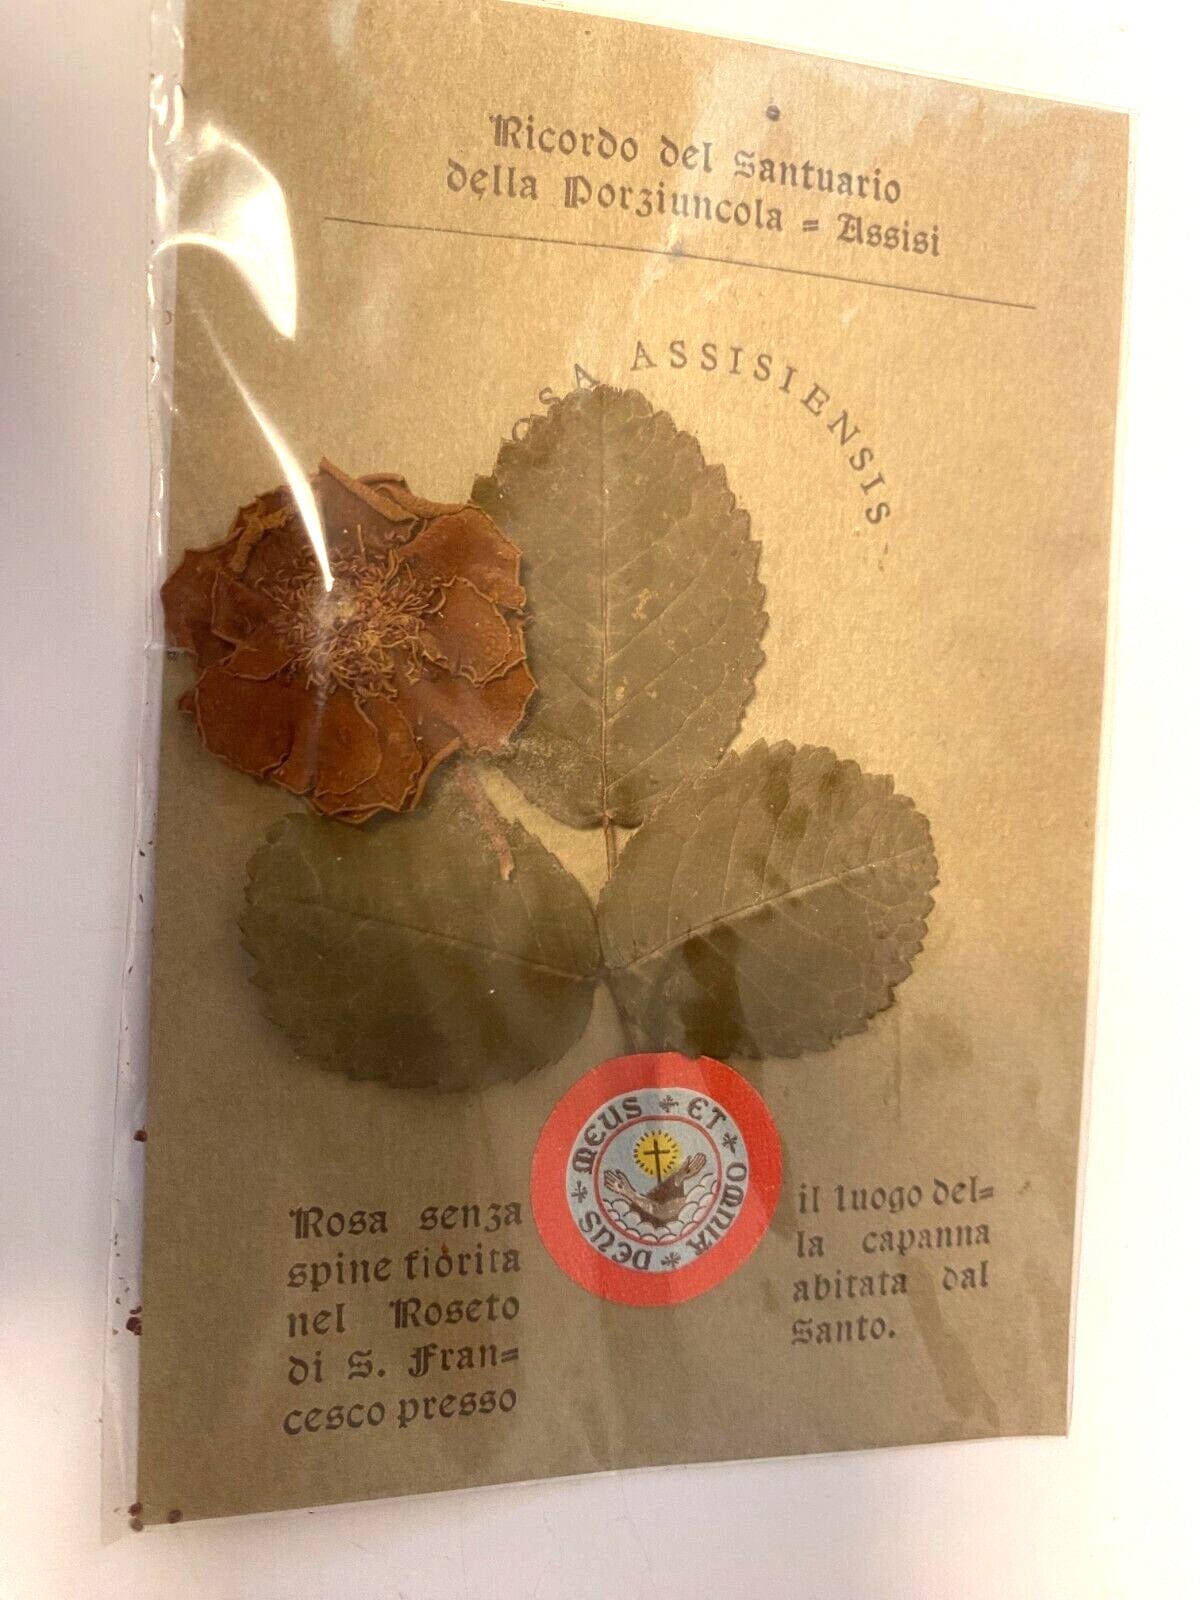 Ricordo del Santuario
della Porziuncola = Assisi
ASSISIENSIS
DEUS MEUS ET OMNIA
Rosa senza
spine fiorita
nel Roseto
di S. Fran=
cesco presso
il luogo del=
la capanna
abitata dal
Santo.